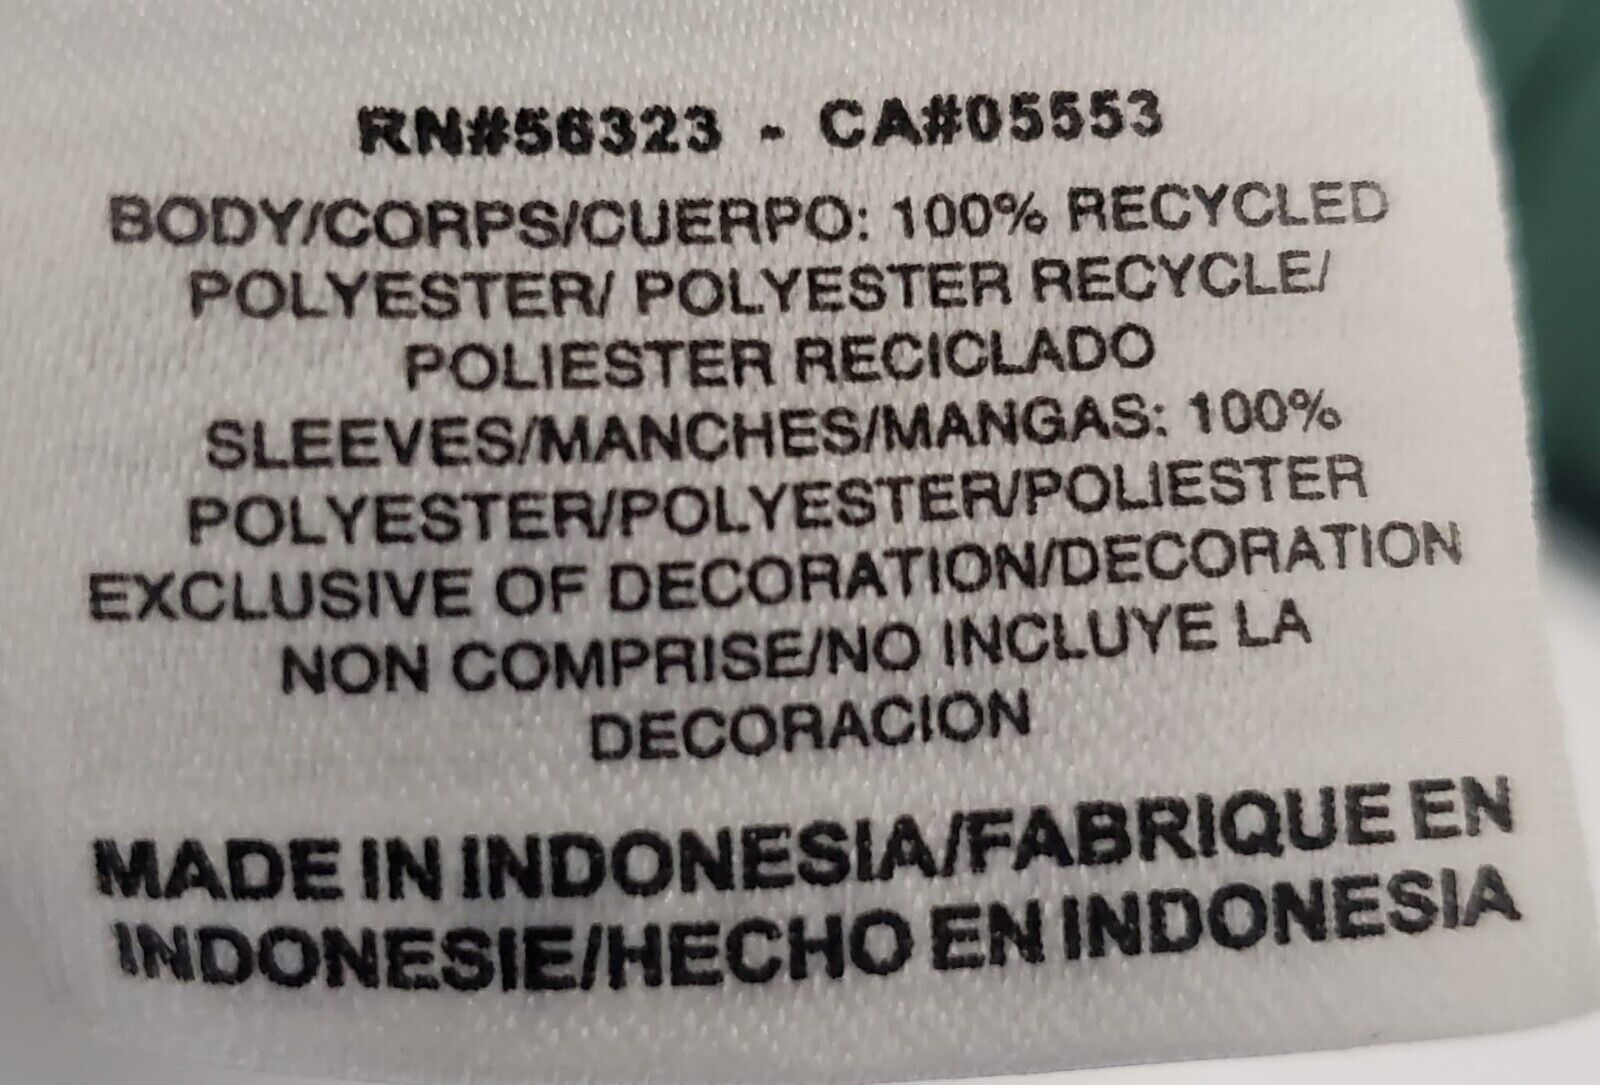 RN#56323 - CA#05553
BODY/CORPS/CUERPO: 100% RECYCLED
POLYESTER/ POLYESTER RECYCLE/
POLIESTER RECICLADO
SLEEVES/MANCHES/MANGAS: 100%
POLYESTER/POLYESTER/POLIESTER
EXCLUSIVE OF DECORATION/DECORATION
NON COMPRISE/NO INCLUYE LA
DECORACION
MADE IN INDONESIA/FABRIQUE EN
INDONESIE/HECHO EN INDONESIA